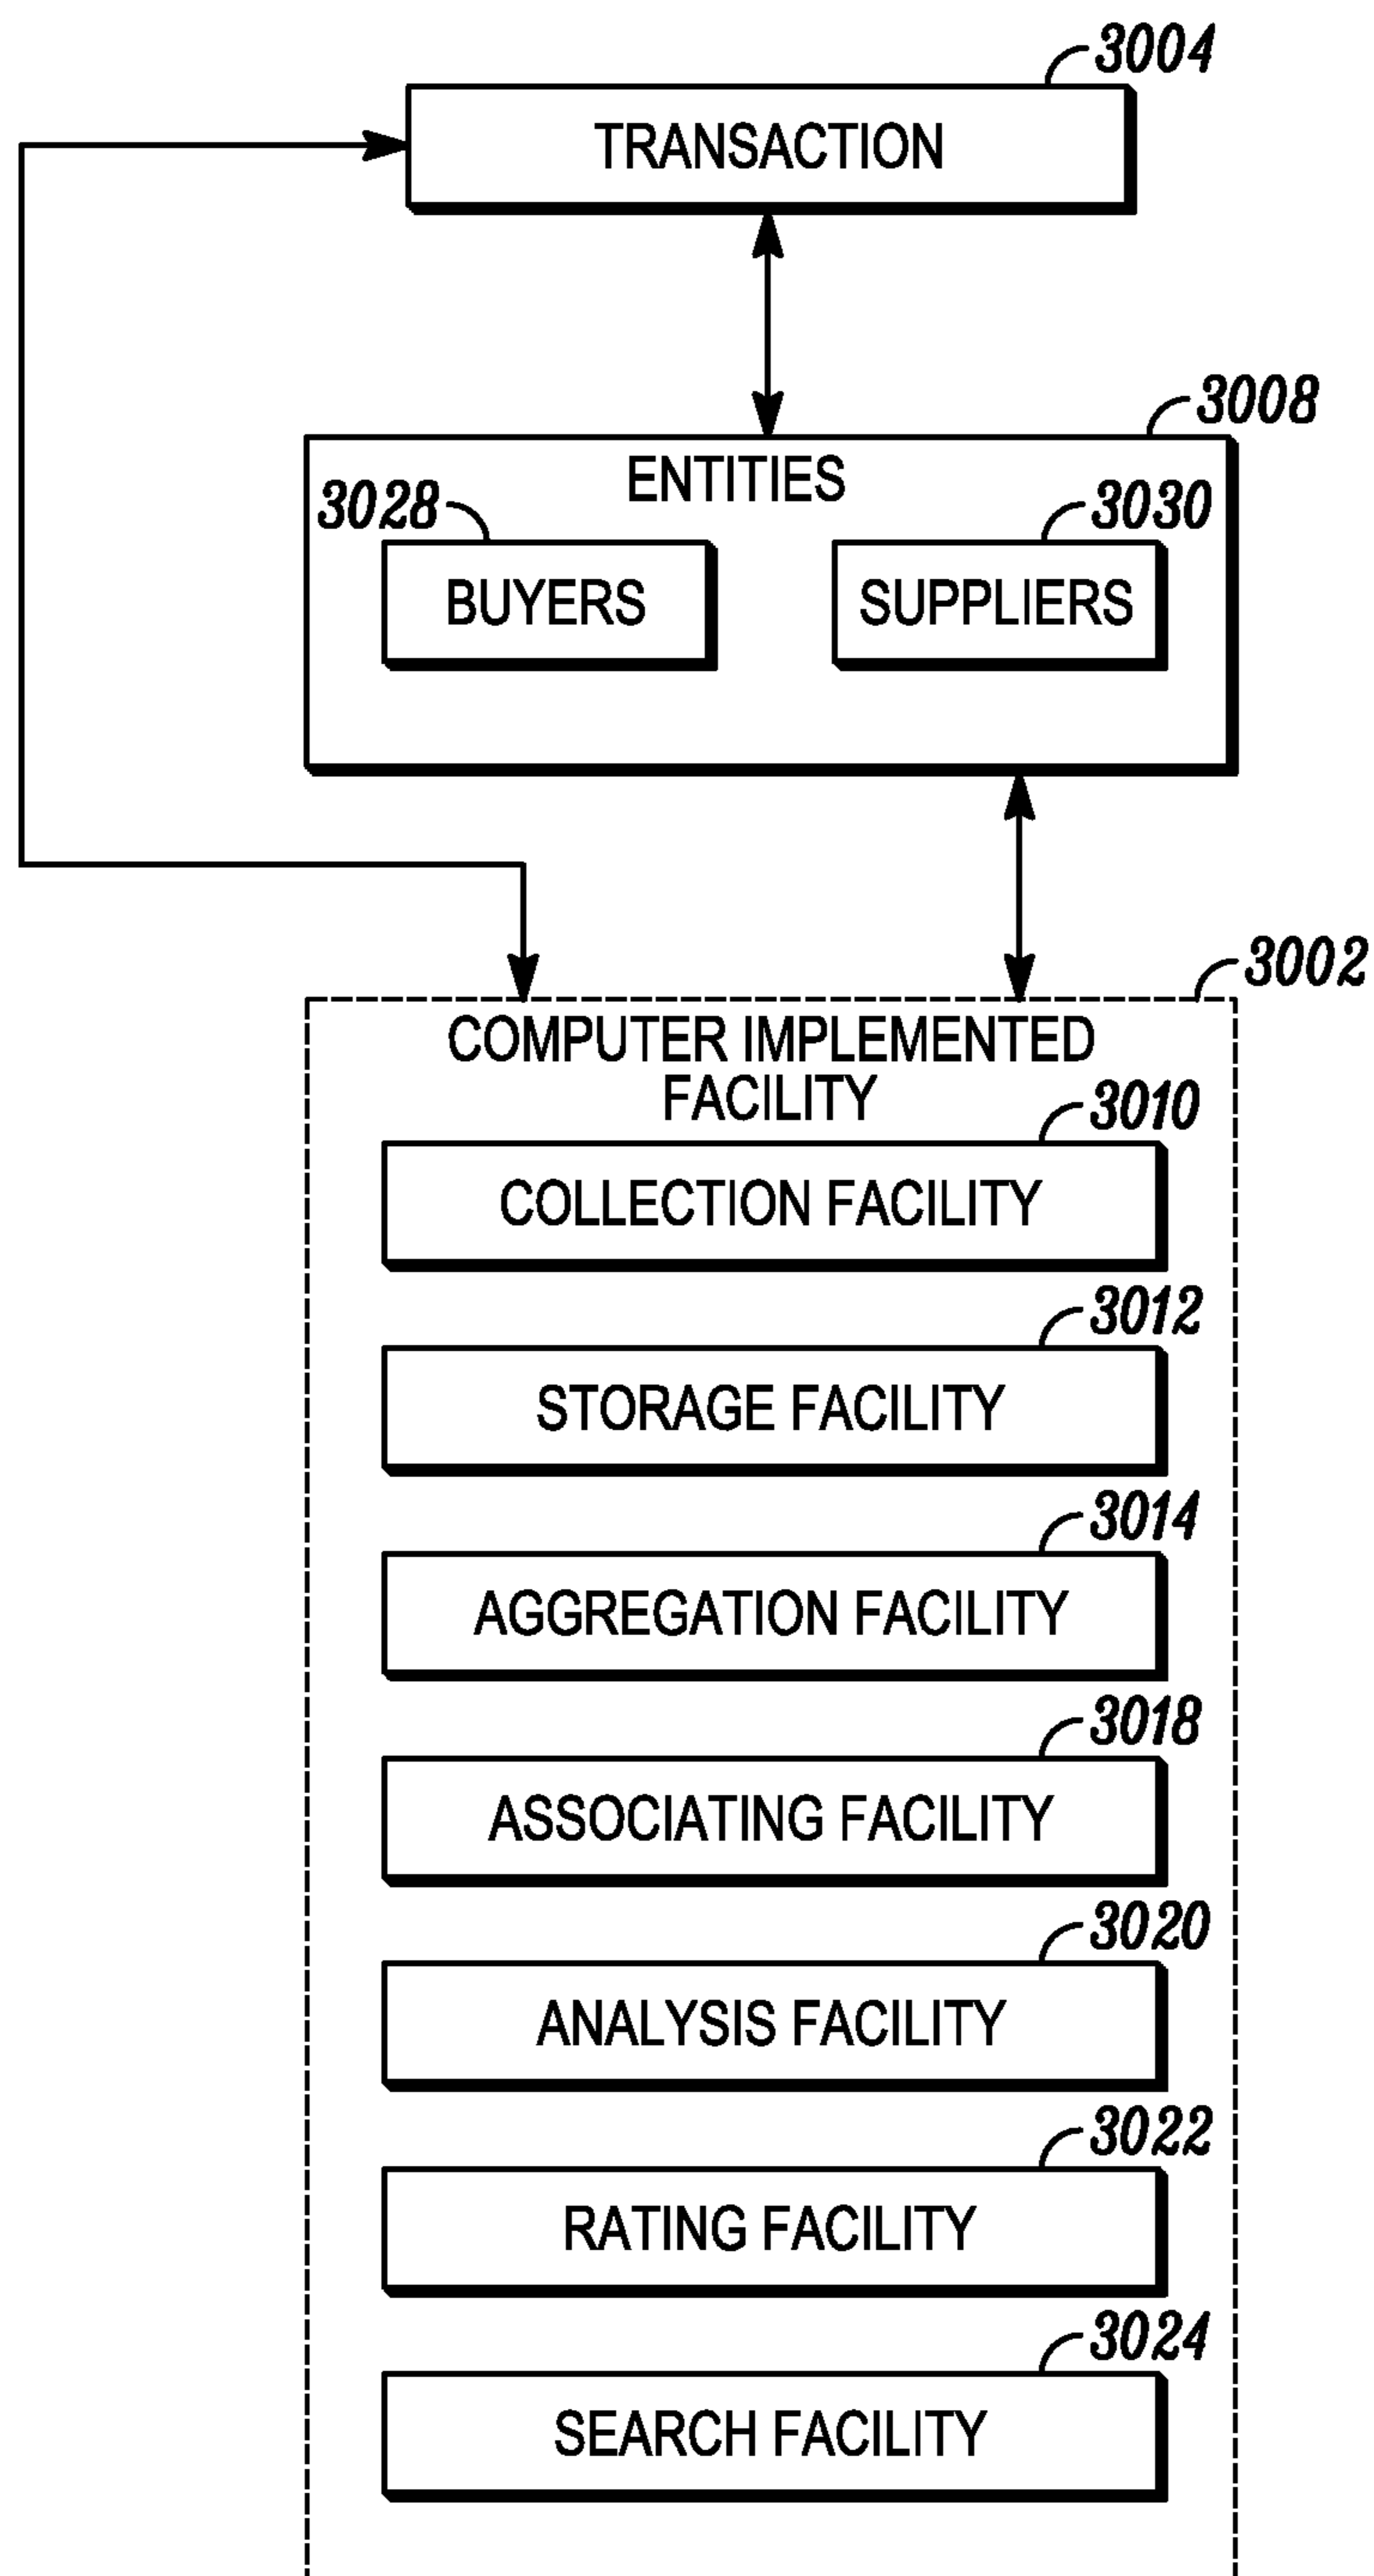 3004
TRANSACTION
3008
ENTITIES
3028
3030
BUYERS
SUPPLIERS
3002
COMPUTER IMPLEMENTED
FACILITY
3010
COLLECTION FACILITY
3012
STORAGE FACILITY
3014
AGGREGATION FACILITY
3018
ASSOCIATING FACILITY
3020
ANALYSIS FACILITY
3022
RATING FACILITY
3024
SEARCH FACILITY